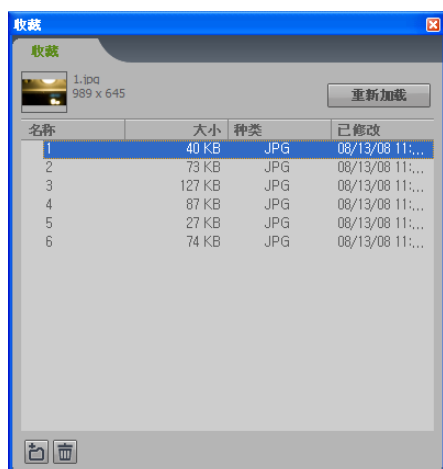 收藏
收藏
1.jpg
989 x 645
重新加载
名称 大小 种类 已修改
1 40 KB JPG 08/13/08 11:...
2 73 KB JPG 08/13/08 11:...
3 127 KB JPG 08/13/08 11:...
4 87 KB JPG 08/13/08 11:...
5 27 KB JPG 08/13/08 11:...
6 74 KB JPG 08/13/08 11:...